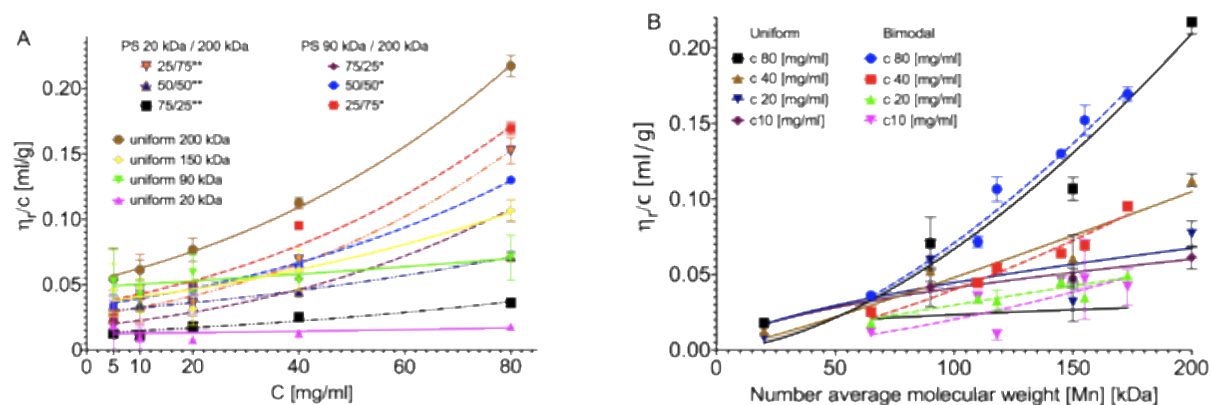 A
PS 20 kDa / 200 kDa
25/75**
50/50**
75/25**
PS 90 kDa / 200 kDa
75/25*
50/50*
25/75*
uniform 200 kDa
uniform 150 kDa
uniform 90 kDa
uniform 20 kDa
ηr/c [ml/g]
0.20
0.15
0.10
0.05
0
0 5 10 20 40 60 80
C [mg/ml]
B
Uniform
c 80 [mg/ml]
c 40 [mg/ml]
c 20 [mg/ml]
c10 [mg/ml]
Bimodal
c 80 [mg/ml]
c 40 [mg/ml]
c 20 [mg/ml]
c10 [mg/ml]
ηr/c [ml/g]
0.20
0.15
0.10
0.05
0.00
0 50 100 150 200
Number average molecular weight [Mn] [kDa]